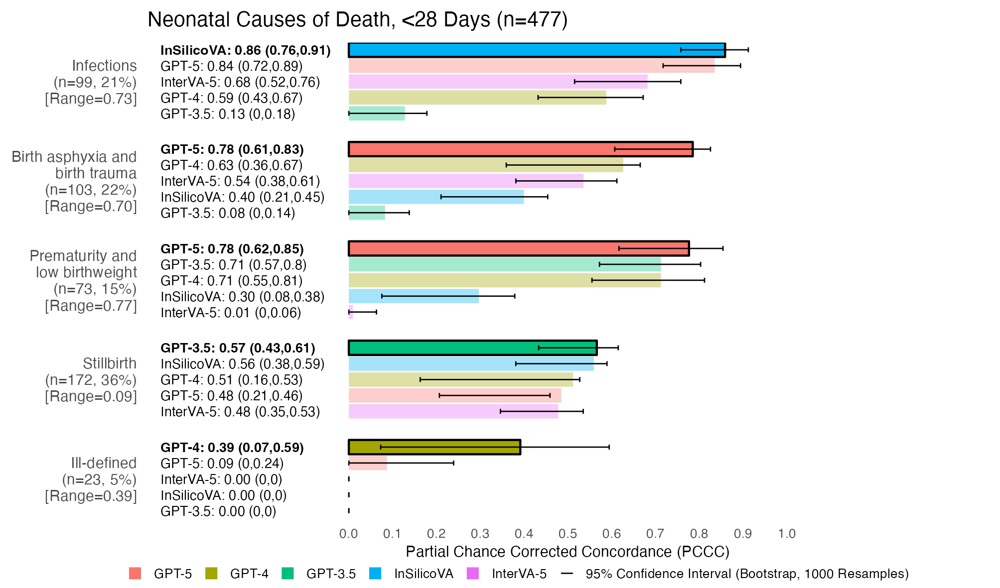 Neonatal Causes of Death, <28 Days (n=477)
Infections
(n=99, 21%)
[Range=0.73]
InSilicoVA: 0.86 (0.76,0.91)
GPT-5: 0.84 (0.72,0.89)
InterVA-5: 0.68 (0.52,0.76)
GPT-4: 0.59 (0.43,0.67)
GPT-3.5: 0.13 (0,0.18)
Birth asphyxia and
birth trauma
(n=103, 22%)
[Range=0.70]
GPT-5: 0.78 (0.61,0.83)
GPT-4: 0.63 (0.36,0.67)
InterVA-5: 0.54 (0.38,0.61)
InSilicoVA: 0.40 (0.21,0.45)
GPT-3.5: 0.08 (0,0.14)
Prematurity and
low birthweight
(n=73, 15%)
[Range=0.77]
GPT-5: 0.78 (0.62,0.85)
GPT-3.5: 0.71 (0.57,0.8)
GPT-4: 0.71 (0.55,0.81)
InSilicoVA: 0.30 (0.08,0.38)
InterVA-5: 0.01 (0,0.06)
Stillbirth
(n=172, 36%)
[Range=0.09]
GPT-3.5: 0.57 (0.43,0.61)
InSilicoVA: 0.56 (0.38,0.59)
GPT-4: 0.51 (0.16,0.53)
GPT-5: 0.48 (0.21,0.46)
InterVA-5: 0.48 (0.35,0.53)
Ill-defined
(n=23, 5%)
[Range=0.39]
GPT-4: 0.39 (0.07,0.59)
GPT-5: 0.09 (0,0.24)
InterVA-5: 0.00 (0,0)
InSilicoVA: 0.00 (0,0)
GPT-3.5: 0.00 (0,0)
0.0 0.1 0.2 0.3 0.4 0.5 0.6 0.7 0.8 0.9 1.0
Partial Chance Corrected Concordance (PCCC)
GPT-5 GPT-4 GPT-3.5 InSilicoVA InterVA-5 95% Confidence Interval (Bootstrap, 1000 Resamples)